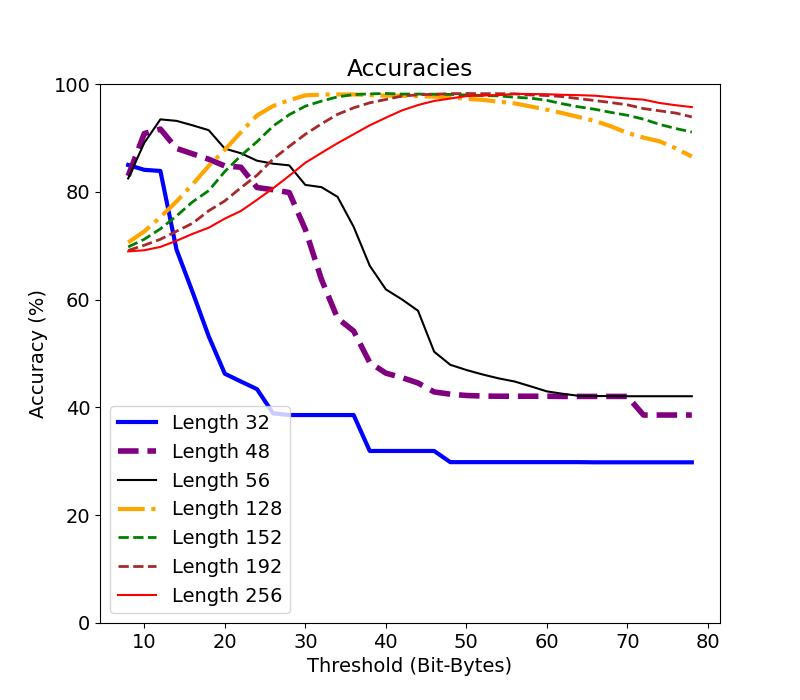 Accuracies
100
80
60
40
20
0
Accuracy (%)
Length 32
Length 48
Length 56
Length 128
Length 152
Length 192
Length 256
10 20 30 40 50 60 70 80
Threshold (Bit-Bytes)